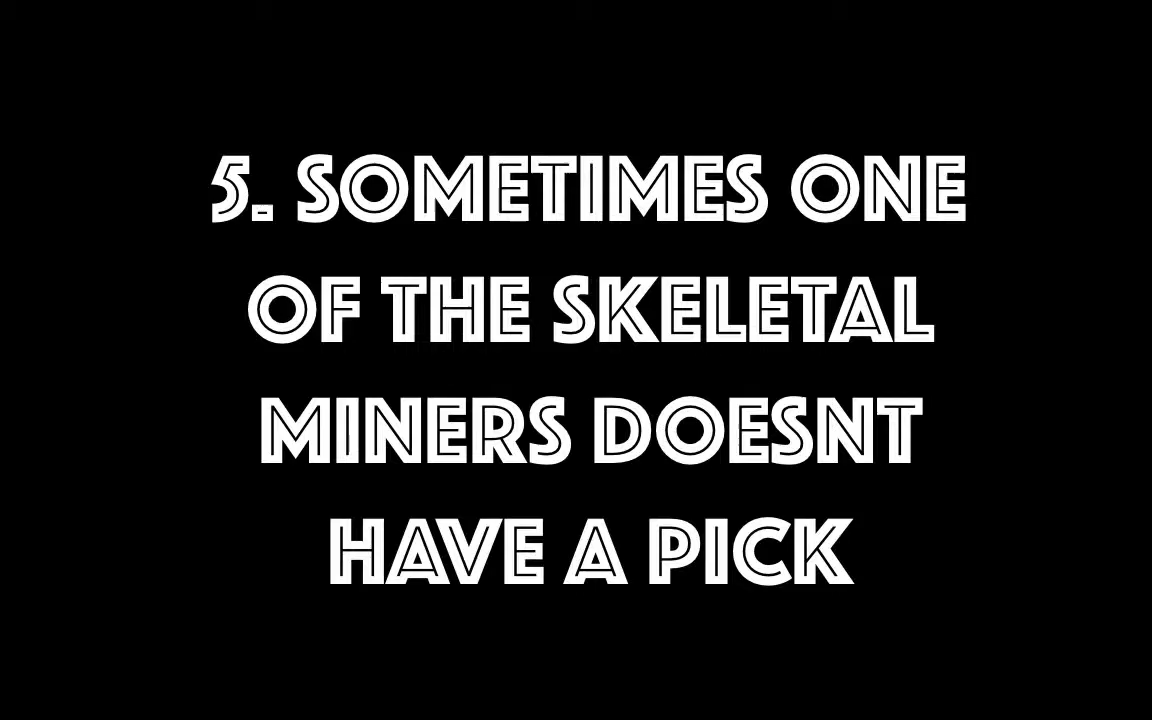 5. SOMETIMES ONE
OF THE SKELETAL
MINERS DOESNT
HAVE A PICK